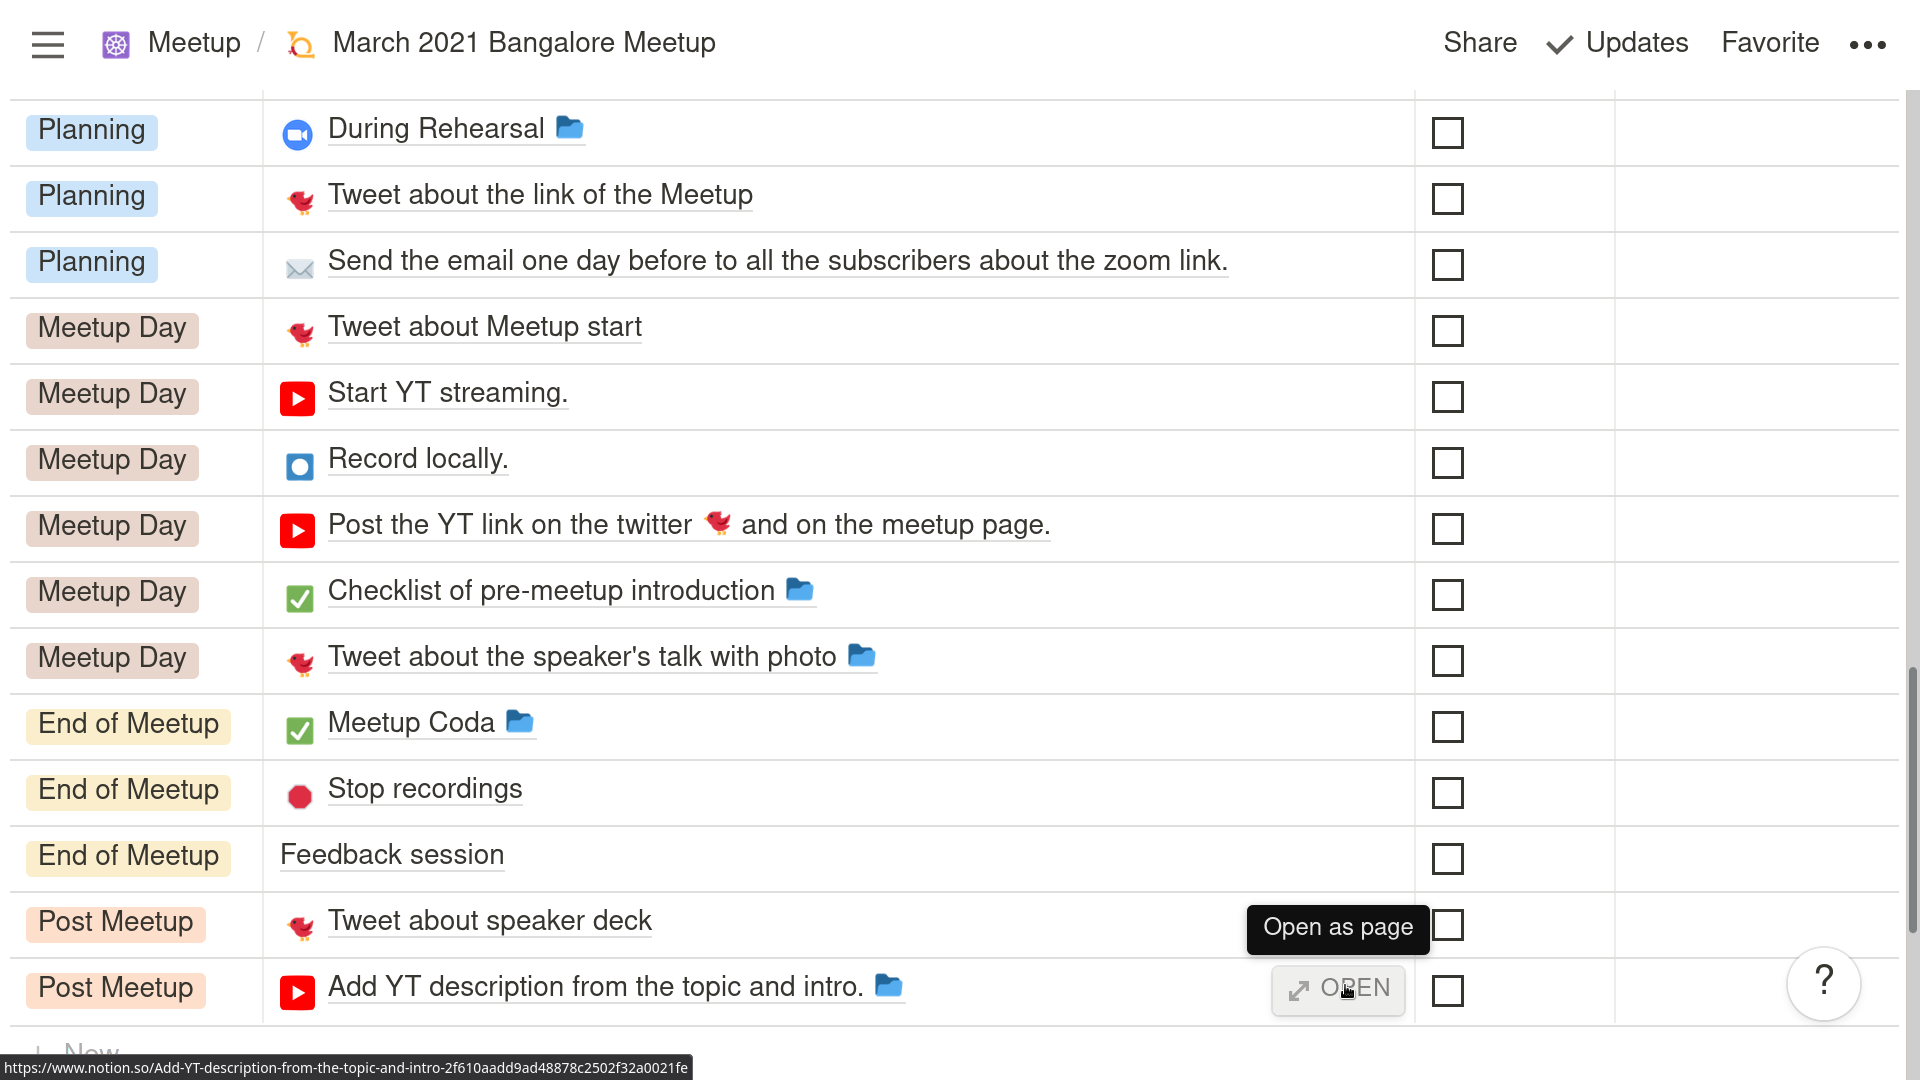 Meetup / March 2021 Bangalore Meetup Share Updates Favorite
Planning During Rehearsal
Planning Tweet about the link of the Meetup
Planning Send the email one day before to all the subscribers about the zoom link.
Meetup Day Tweet about Meetup start
Meetup Day Start YT streaming.
Meetup Day Record locally.
Meetup Day Post the YT link on the twitter and on the meetup page.
Meetup Day Checklist of pre-meetup introduction
Meetup Day Tweet about the speaker's talk with photo
End of Meetup Meetup Coda
End of Meetup Stop recordings
End of Meetup Feedback session
Post Meetup Tweet about speaker deck Open as page
Post Meetup Add YT description from the topic and intro. OPEN ?
+ New
https://www.notion.so/Add-YT-description-from-the-topic-and-intro-2f610aadd9ad48878c2502f32a0021fe